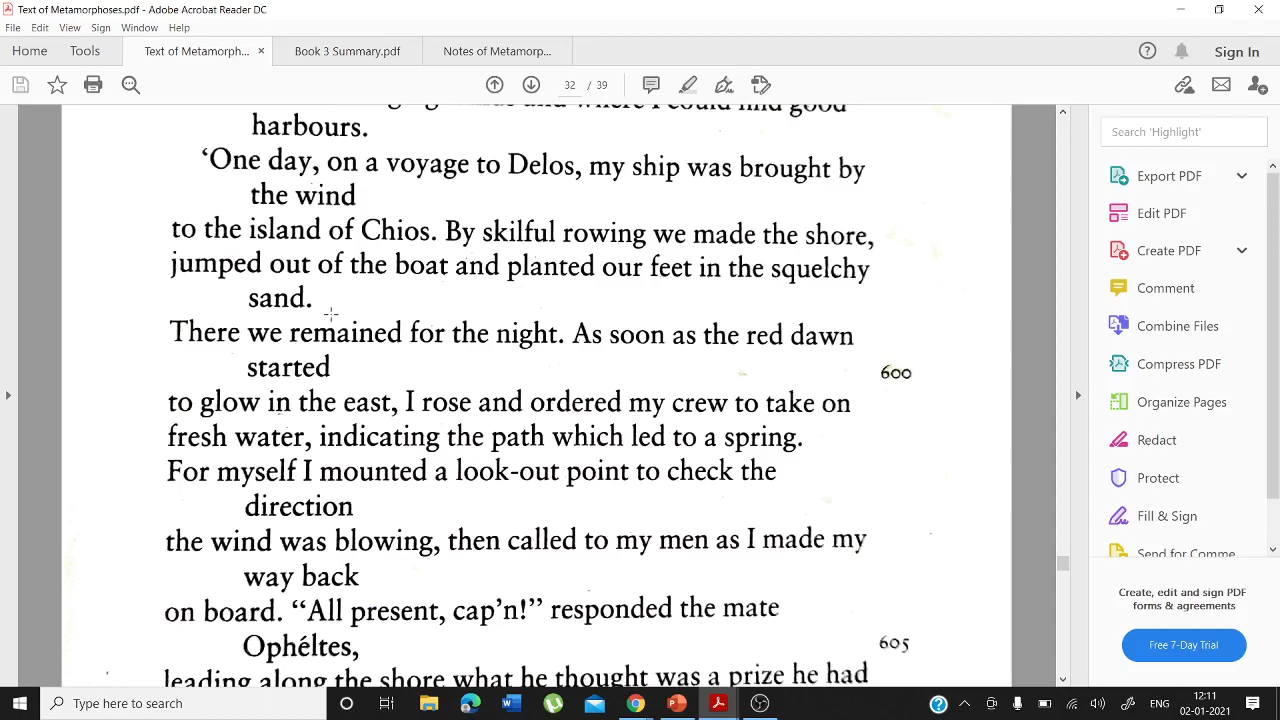 Text of Metamorphoses.pdf - Adobe Acrobat Reader DC
File Edit View Sign Window Help
Home Tools Text of Metamorph... × Book 3 Summary.pdf Notes of Metamorp... Sign In
32 / 39
and where I could find good
harbours.
‘One day, on a voyage to Delos, my ship was brought by
the wind
to the island of Chios. By skilful rowing we made the shore,
jumped out of the boat and planted our feet in the squelchy
sand.
There we remained for the night. As soon as the red dawn
started
600
to glow in the east, I rose and ordered my crew to take on
fresh water, indicating the path which led to a spring.
For myself I mounted a look-out point to check the
direction
the wind was blowing, then called to my men as I made my
way back
on board. “All present, cap’n!” responded the mate
Ophéltes,
605
leading along the shore what he thought was a prize he had
Search 'Highlight'
Export PDF
Edit PDF
Create PDF
Comment
Combine Files
Compress PDF
Organize Pages
Redact
Protect
Fill & Sign
Send for Comme
Create, edit and sign PDF
forms & agreements
Free 7-Day Trial
Type here to search
ENG
12:11
02-01-2021